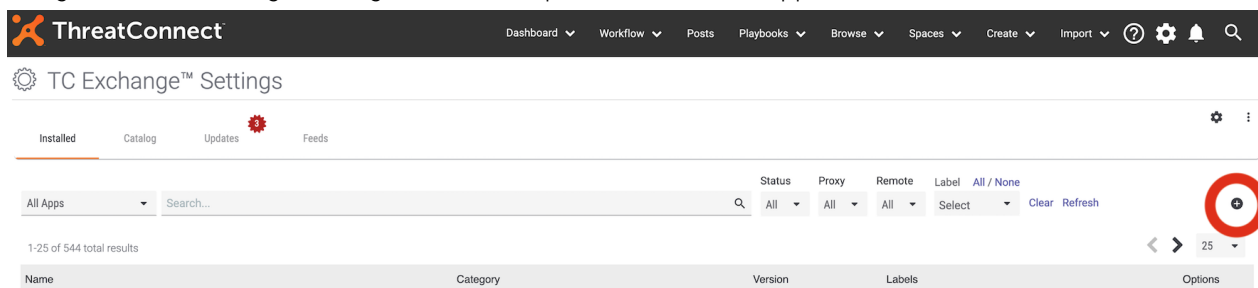 ThreatConnect
Dashboard Workflow Posts Playbooks Browse Spaces Create Import
TC Exchange™ Settings
Installed Catalog Updates 3 Feeds
Status Proxy Remote Label All / None
All Apps Search... All All All Select Clear Refresh
1-25 of 544 total results 25
Name Category Version Labels Options